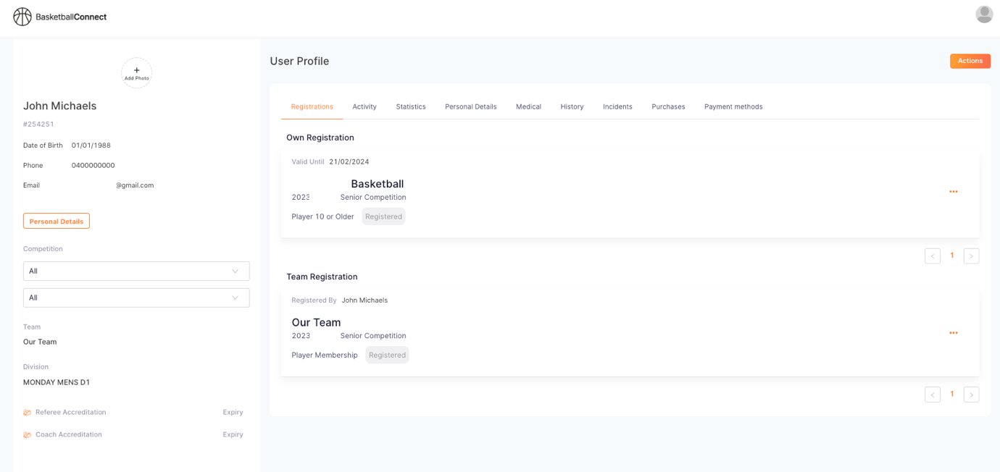 BasketballConnect
+
Add Photo
John Michaels
#254251
Date of Birth 01/01/1988
Phone 0400000000
Email @gmail.com
Personal Details
Competition
All
All
Team
Our Team
Division
MONDAY MENS D1
Referee Accreditation Expiry
Coach Accreditation Expiry
User Profile
Actions
Registrations Activity Statistics Personal Details Medical History Incidents Purchases Payment methods
Own Registration
Valid Until 21/02/2024
Basketball
2023 Senior Competition
Player 10 or Older Registered
< 1 >
Team Registration
Registered By John Michaels
Our Team
2023 Senior Competition
Player Membership Registered
< 1 >